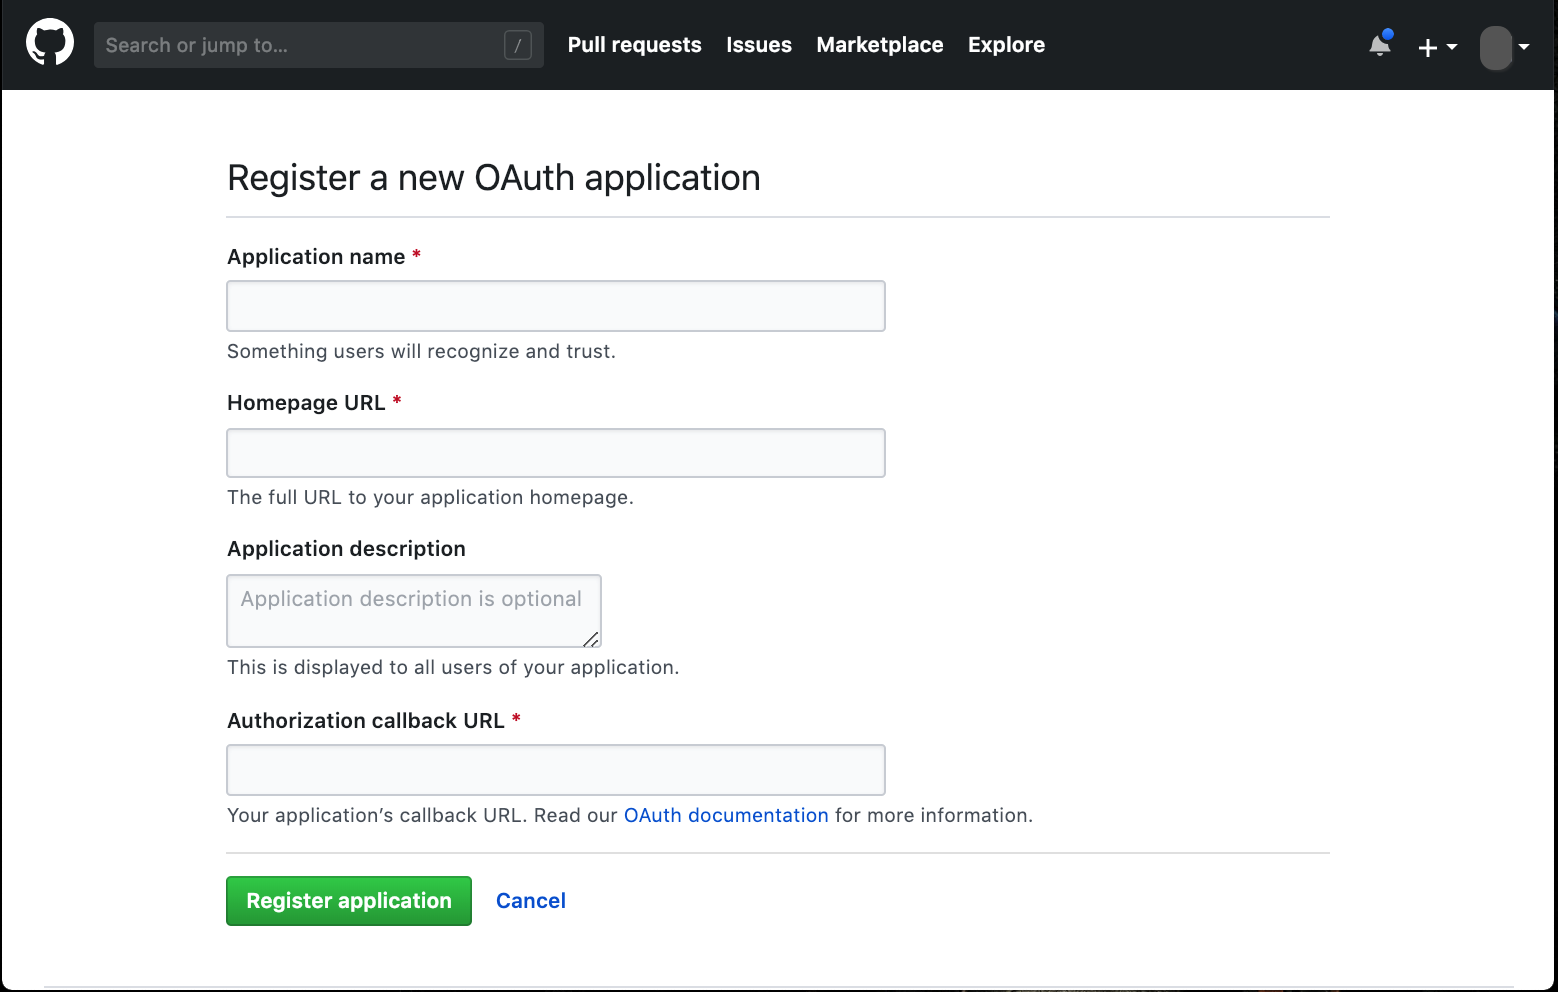 Search or jump to... /
Pull requests Issues Marketplace Explore
Register a new OAuth application
Application name *
Something users will recognize and trust.
Homepage URL *
The full URL to your application homepage.
Application description
Application description is optional
This is displayed to all users of your application.
Authorization callback URL *
Your application’s callback URL. Read our OAuth documentation for more information.
Register application Cancel